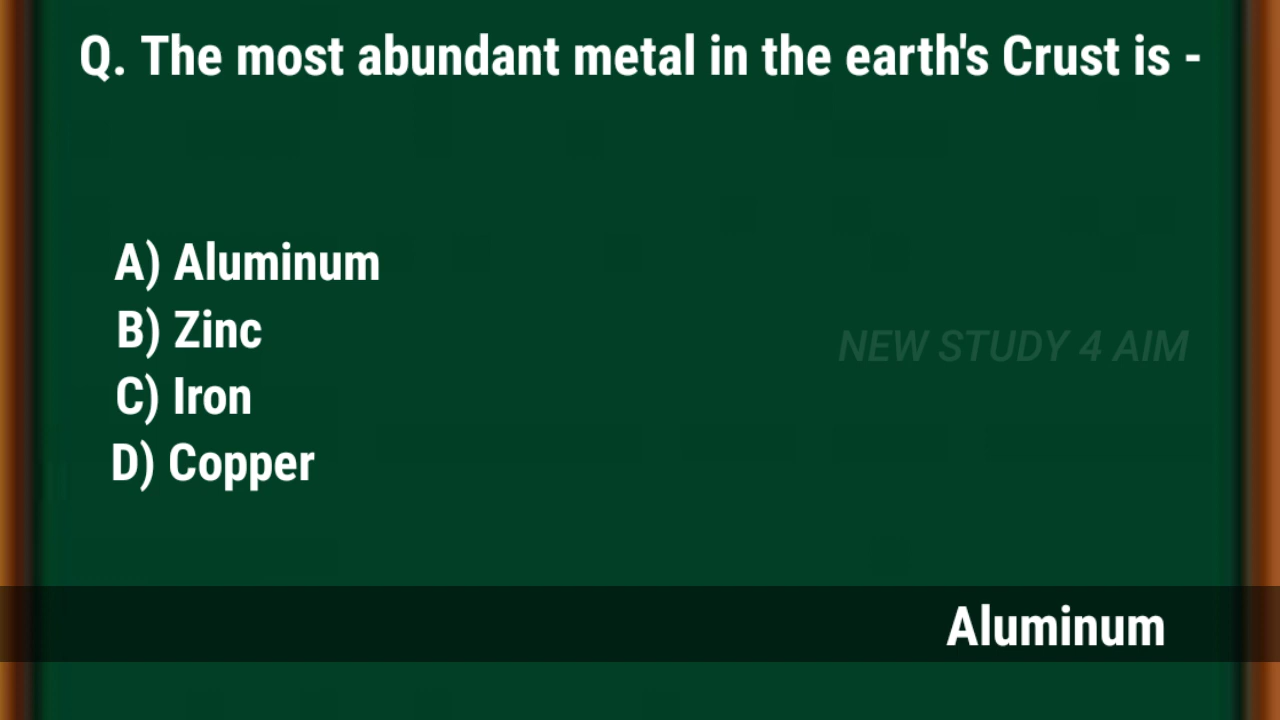 Q. The most abundant metal in the earth's Crust is -
A) Aluminum
B) Zinc
NEW STUDY 4 AIM
C) Iron
D) Copper
Aluminum